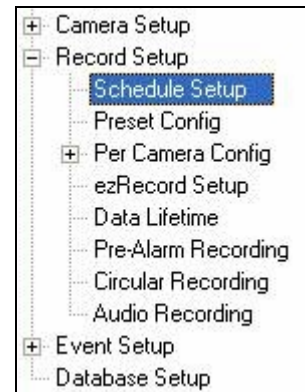 Camera Setup
Record Setup
Schedule Setup
Preset Config
Per Camera Config
ezRecord Setup
Data Lifetime
Pre-Alarm Recording
Circular Recording
Audio Recording
Event Setup
Database Setup